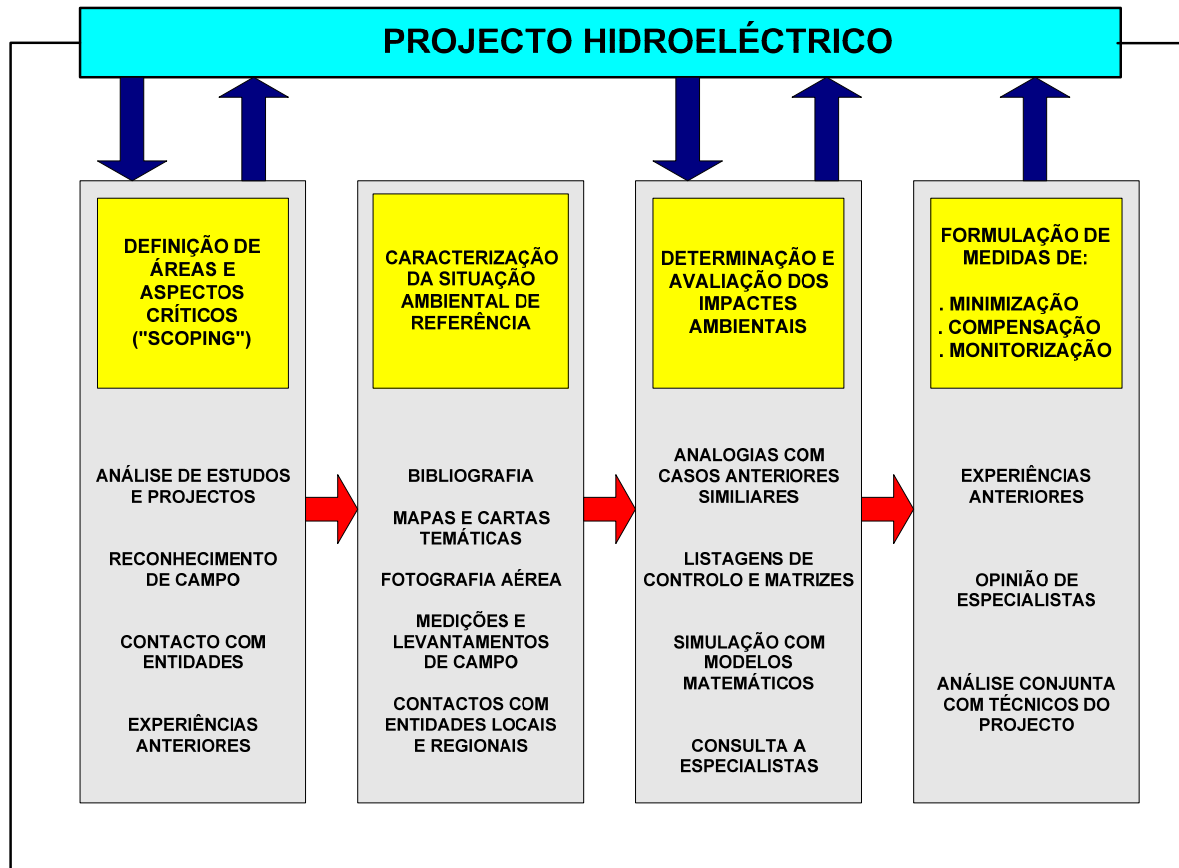 PROJECTO HIDROELÉCTRICO
DEFINIÇÃO DE
ÁREAS E
ASPECTOS
CRÍTICOS
("SCOPING")
ANÁLISE DE ESTUDOS
E PROJECTOS
RECONHECIMENTO
DE CAMPO
CONTACTO COM
ENTIDADES
EXPERIÊNCIAS
ANTERIORES
CARACTERIZAÇÃO
DA SITUAÇÃO
AMBIENTAL DE
REFERÊNCIA
BIBLIOGRAFIA
MAPAS E CARTAS
TEMÁTICAS
FOTOGRAFIA AÉREA
MEDIÇÕES E
LEVANTAMENTOS
DE CAMPO
CONTACTOS COM
ENTIDADES LOCAIS
E REGIONAIS
DETERMINAÇÃO E
AVALIAÇÃO DOS
IMPACTES
AMBIENTAIS
ANALOGIAS COM
CASOS ANTERIORES
SIMILIARES
LISTAGENS DE
CONTROLO E MATRIZES
SIMULAÇÃO COM
MODELOS
MATEMÁTICOS
CONSULTA A
ESPECIALISTAS
FORMULAÇÃO DE
MEDIDAS DE:
. MINIMIZAÇÃO
. COMPENSAÇÃO
. MONITORIZAÇÃO
EXPERIÊNCIAS
ANTERIORES
OPINIÃO DE
ESPECIALISTAS
ANÁLISE CONJUNTA
COM TÉCNICOS DO
PROJECTO